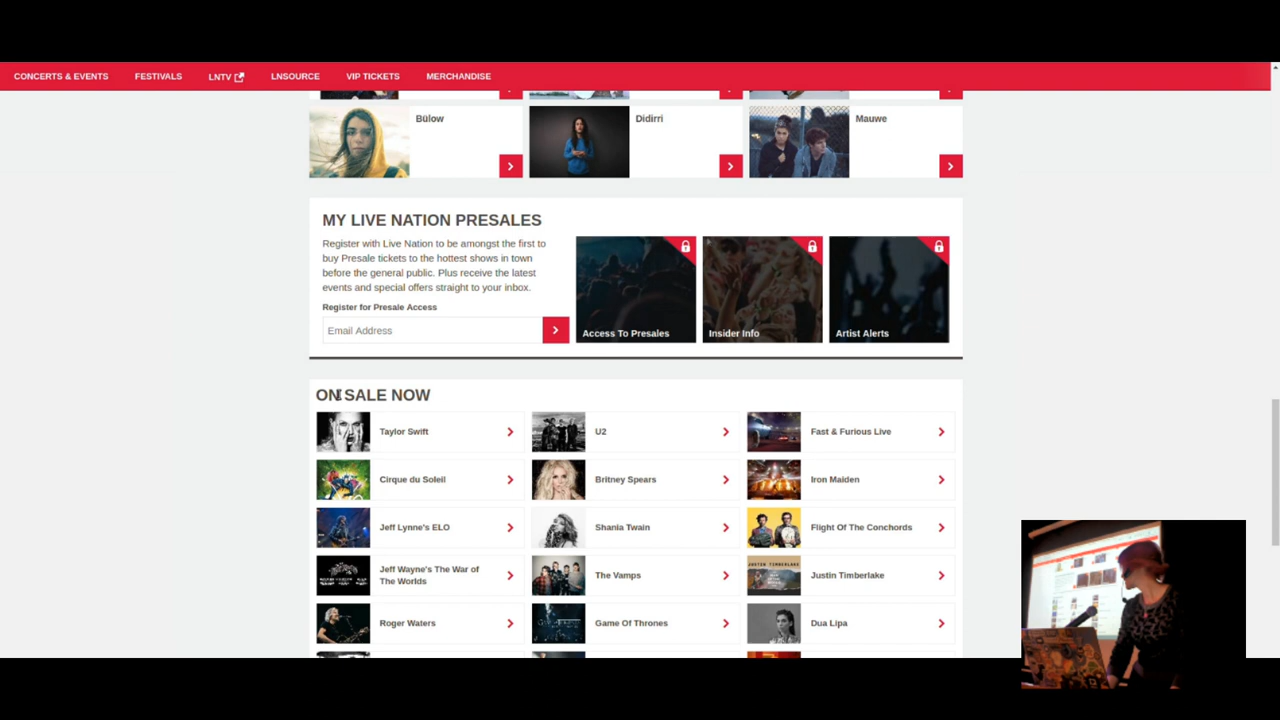 CONCERTS & EVENTS FESTIVALS LNTV LNSOURCE VIP TICKETS MERCHANDISE
Bülow Didirri Mauwe
MY LIVE NATION PRESALES
Register with Live Nation to be amongst the first to
buy Presale tickets to the hottest shows in town
before the general public. Plus receive the latest
events and special offers straight to your inbox.
Register for Presale Access
Email Address
Access To Presales Insider Info Artist Alerts
ON SALE NOW
Taylor Swift U2 Fast & Furious Live
Cirque du Soleil Britney Spears Iron Maiden
Jeff Lynne's ELO Shania Twain Flight Of The Conchords
Jeff Wayne's The War of
The Worlds
The Vamps
JUSTIN TIMBERLAKE
Justin Timberlake
Roger Waters Game Of Thrones Dua Lipa